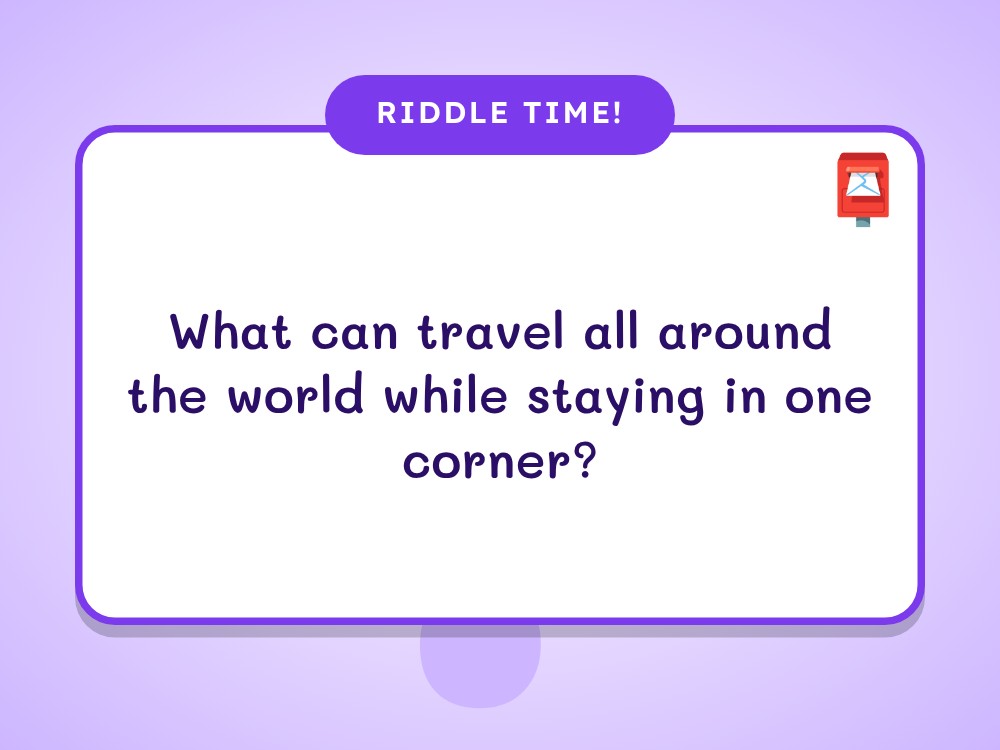 RIDDLE TIME!
What can travel all around
the world while staying in one
corner?